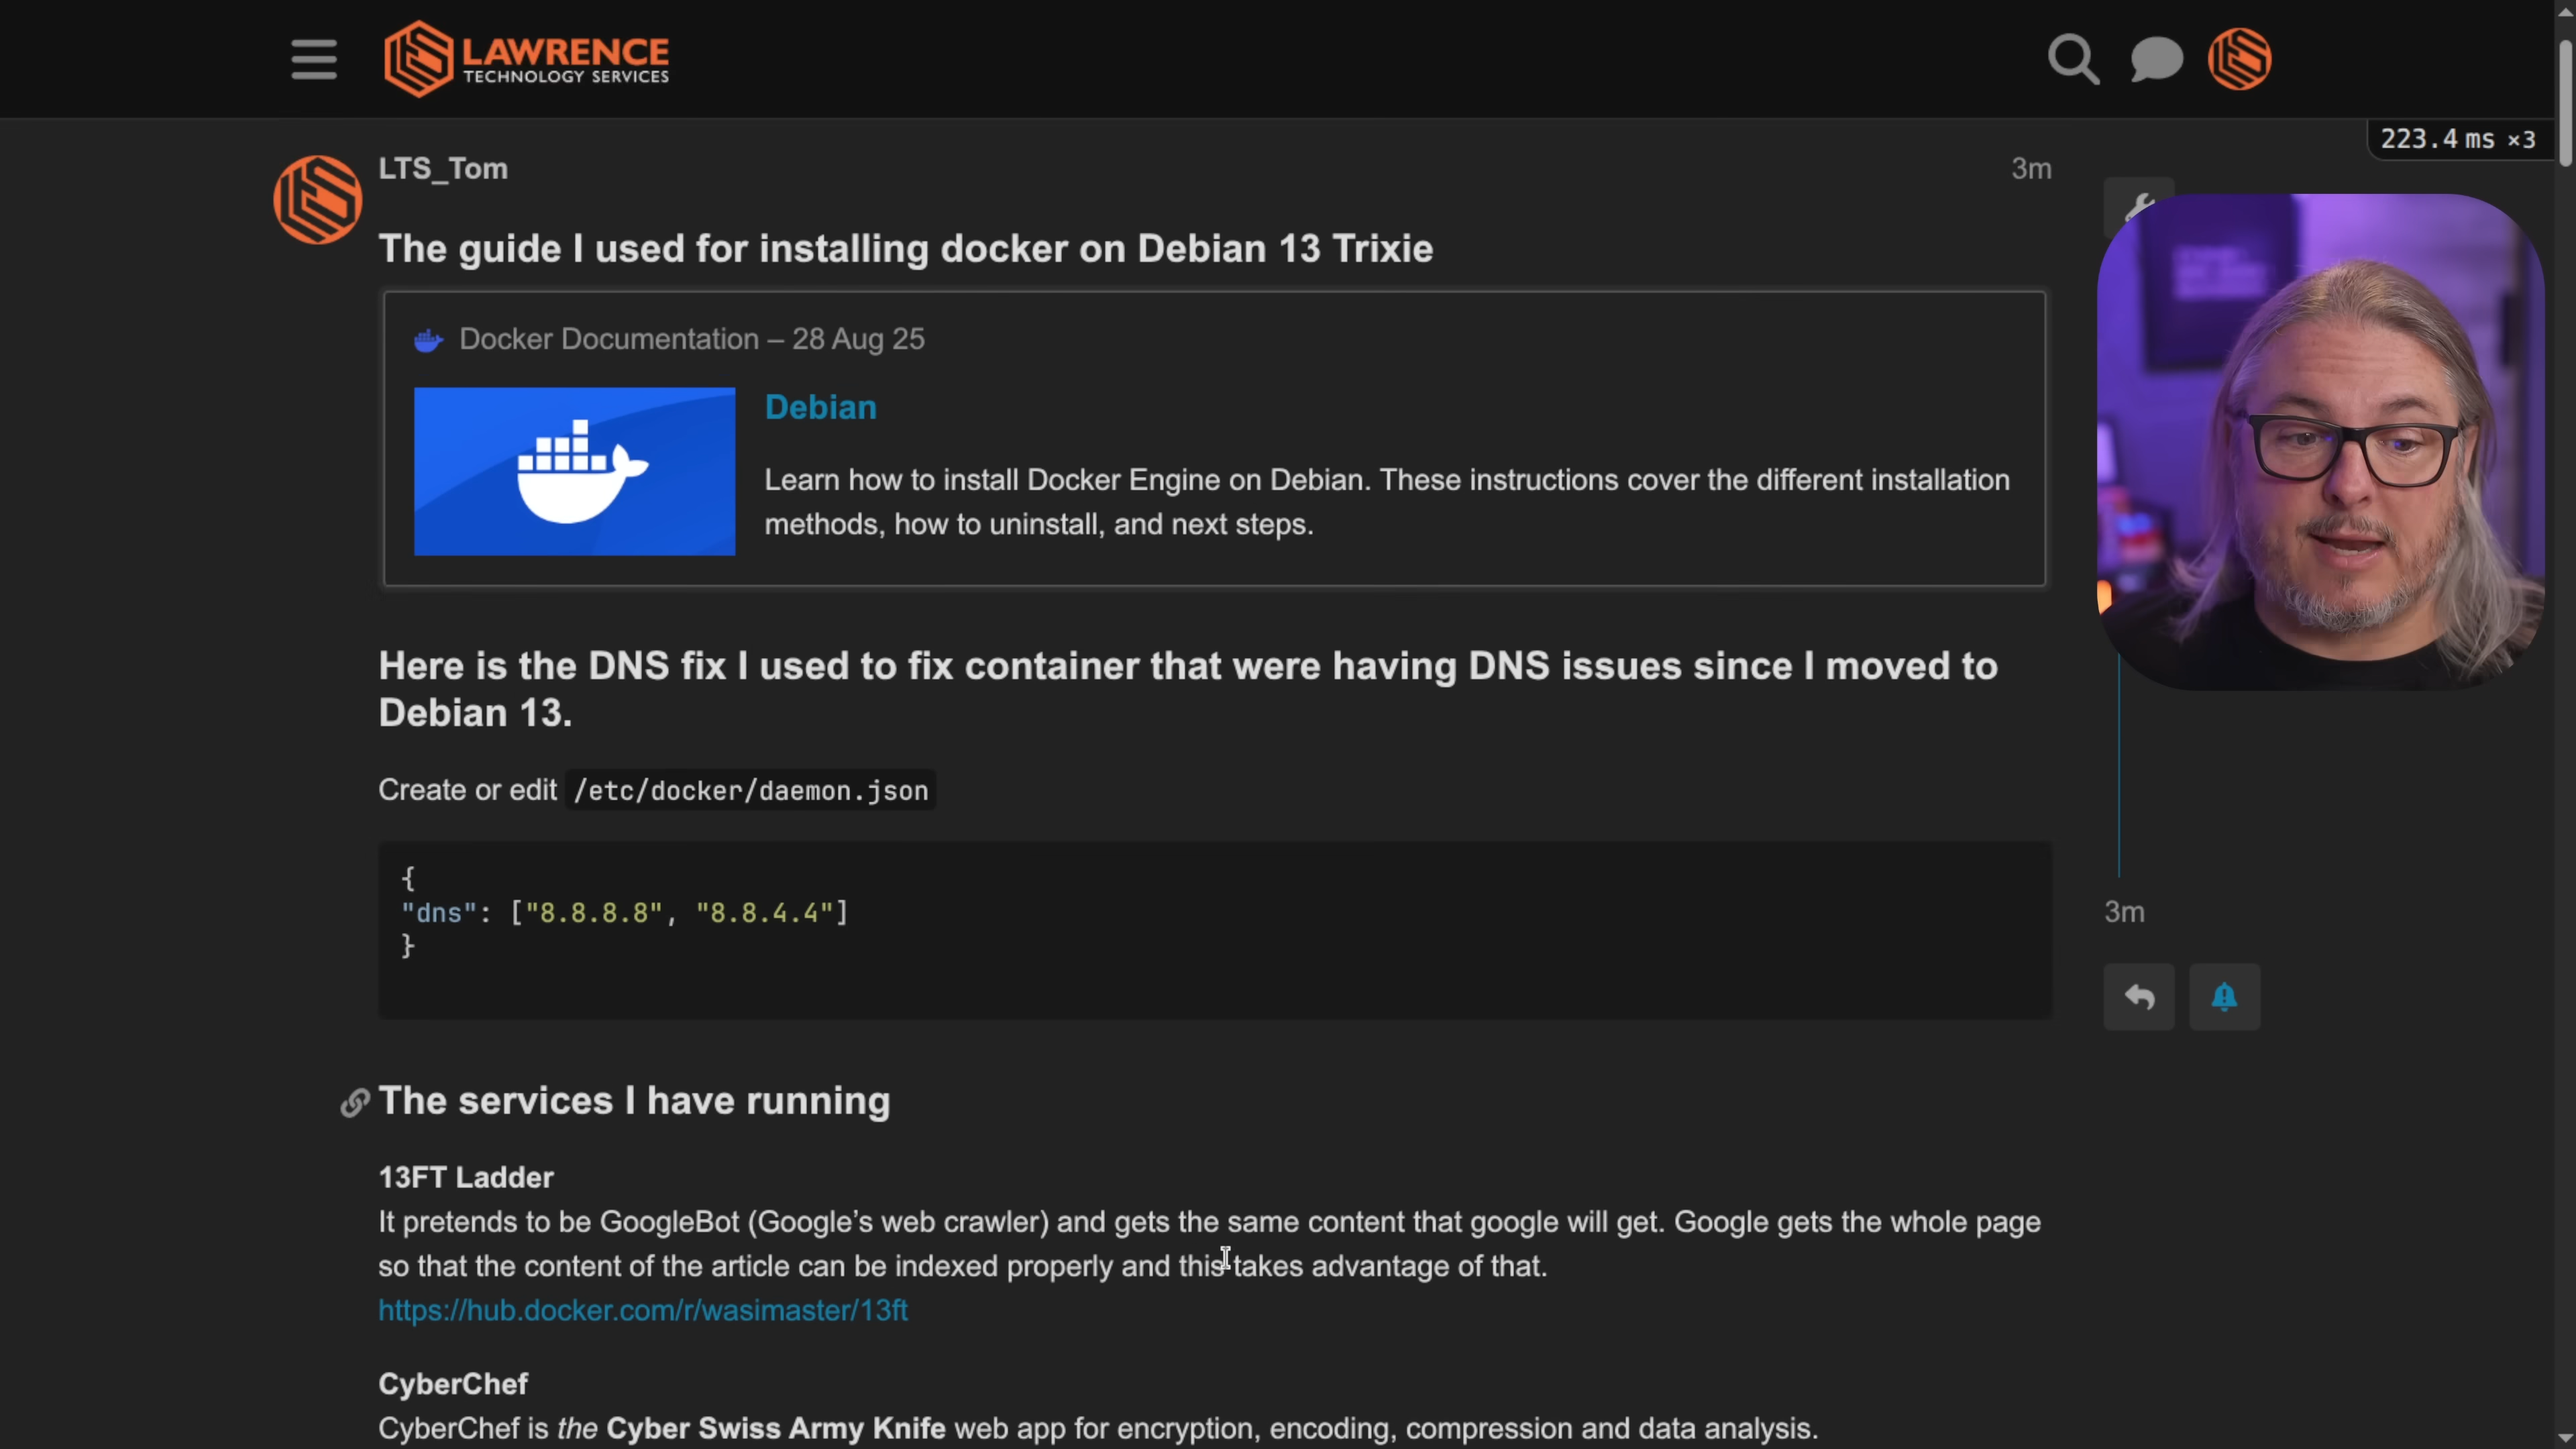 LAWRENCE
TECHNOLOGY SERVICES
223.4 ms ×3
LTS_Tom
3m
The guide I used for installing docker on Debian 13 Trixie
Docker Documentation – 28 Aug 25
Debian
Learn how to install Docker Engine on Debian. These instructions cover the different installation
methods, how to uninstall, and next steps.
Here is the DNS fix I used to fix container that were having DNS issues since I moved to
Debian 13.
Create or edit /etc/docker/daemon.json
{
"dns": ["8.8.8.8", "8.8.4.4"]
}
3m
The services I have running
13FT Ladder
It pretends to be GoogleBot (Google’s web crawler) and gets the same content that google will get. Google gets the whole page
so that the content of the article can be indexed properly and this takes advantage of that.
https://hub.docker.com/r/wasimaster/13ft
CyberChef
CyberChef is the Cyber Swiss Army Knife web app for encryption, encoding, compression and data analysis.